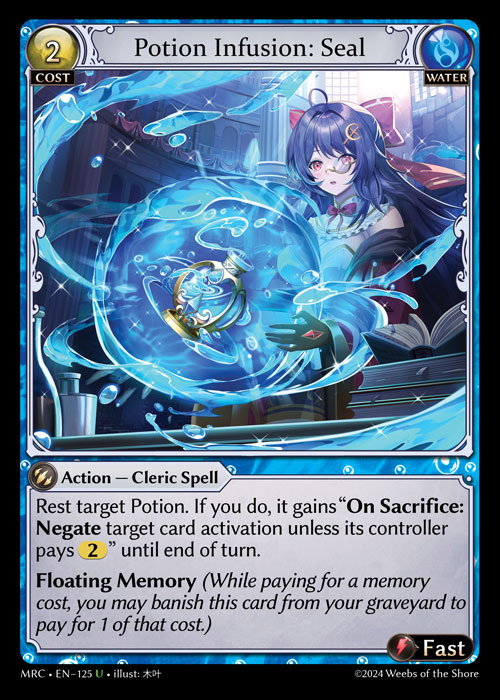 2
COST
Potion Infusion: Seal
WATER
Action — Cleric Spell
Rest target Potion. If you do, it gains “On Sacrifice:
Negate target card activation unless its controller
pays 2 ” until end of turn.
Floating Memory (While paying for a memory
cost, you may banish this card from your graveyard to
pay for 1 of that cost.)
Fast
MRC • EN–125 U • illust: 木叶
©2024 Weebs of the Shore